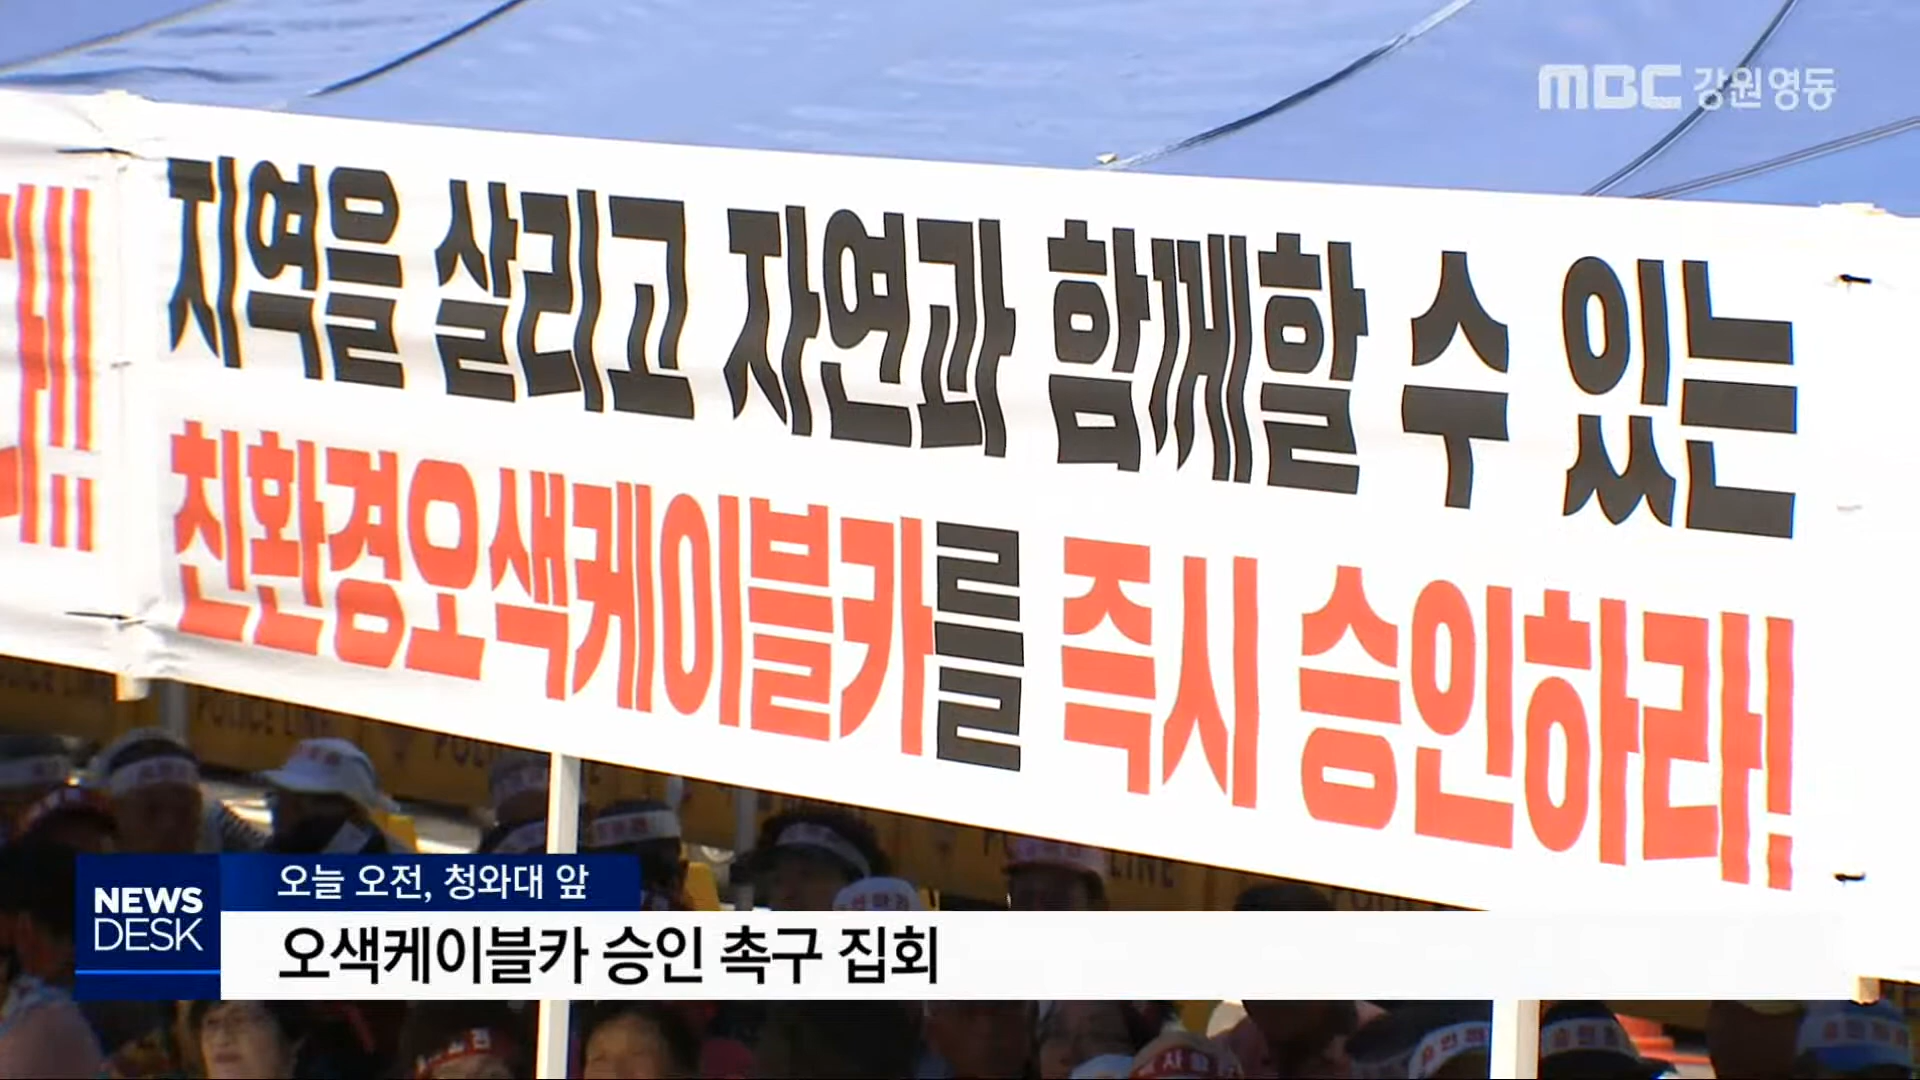 MBC 강원영동
지역을 살리고 자연과 함께할 수 있는
친환경오색케이블카를 즉시 승인하라!
!!!
POLICE LINE
NEWS
DESK
오늘 오전, 청와대 앞
오색케이블카 승인 촉구 집회